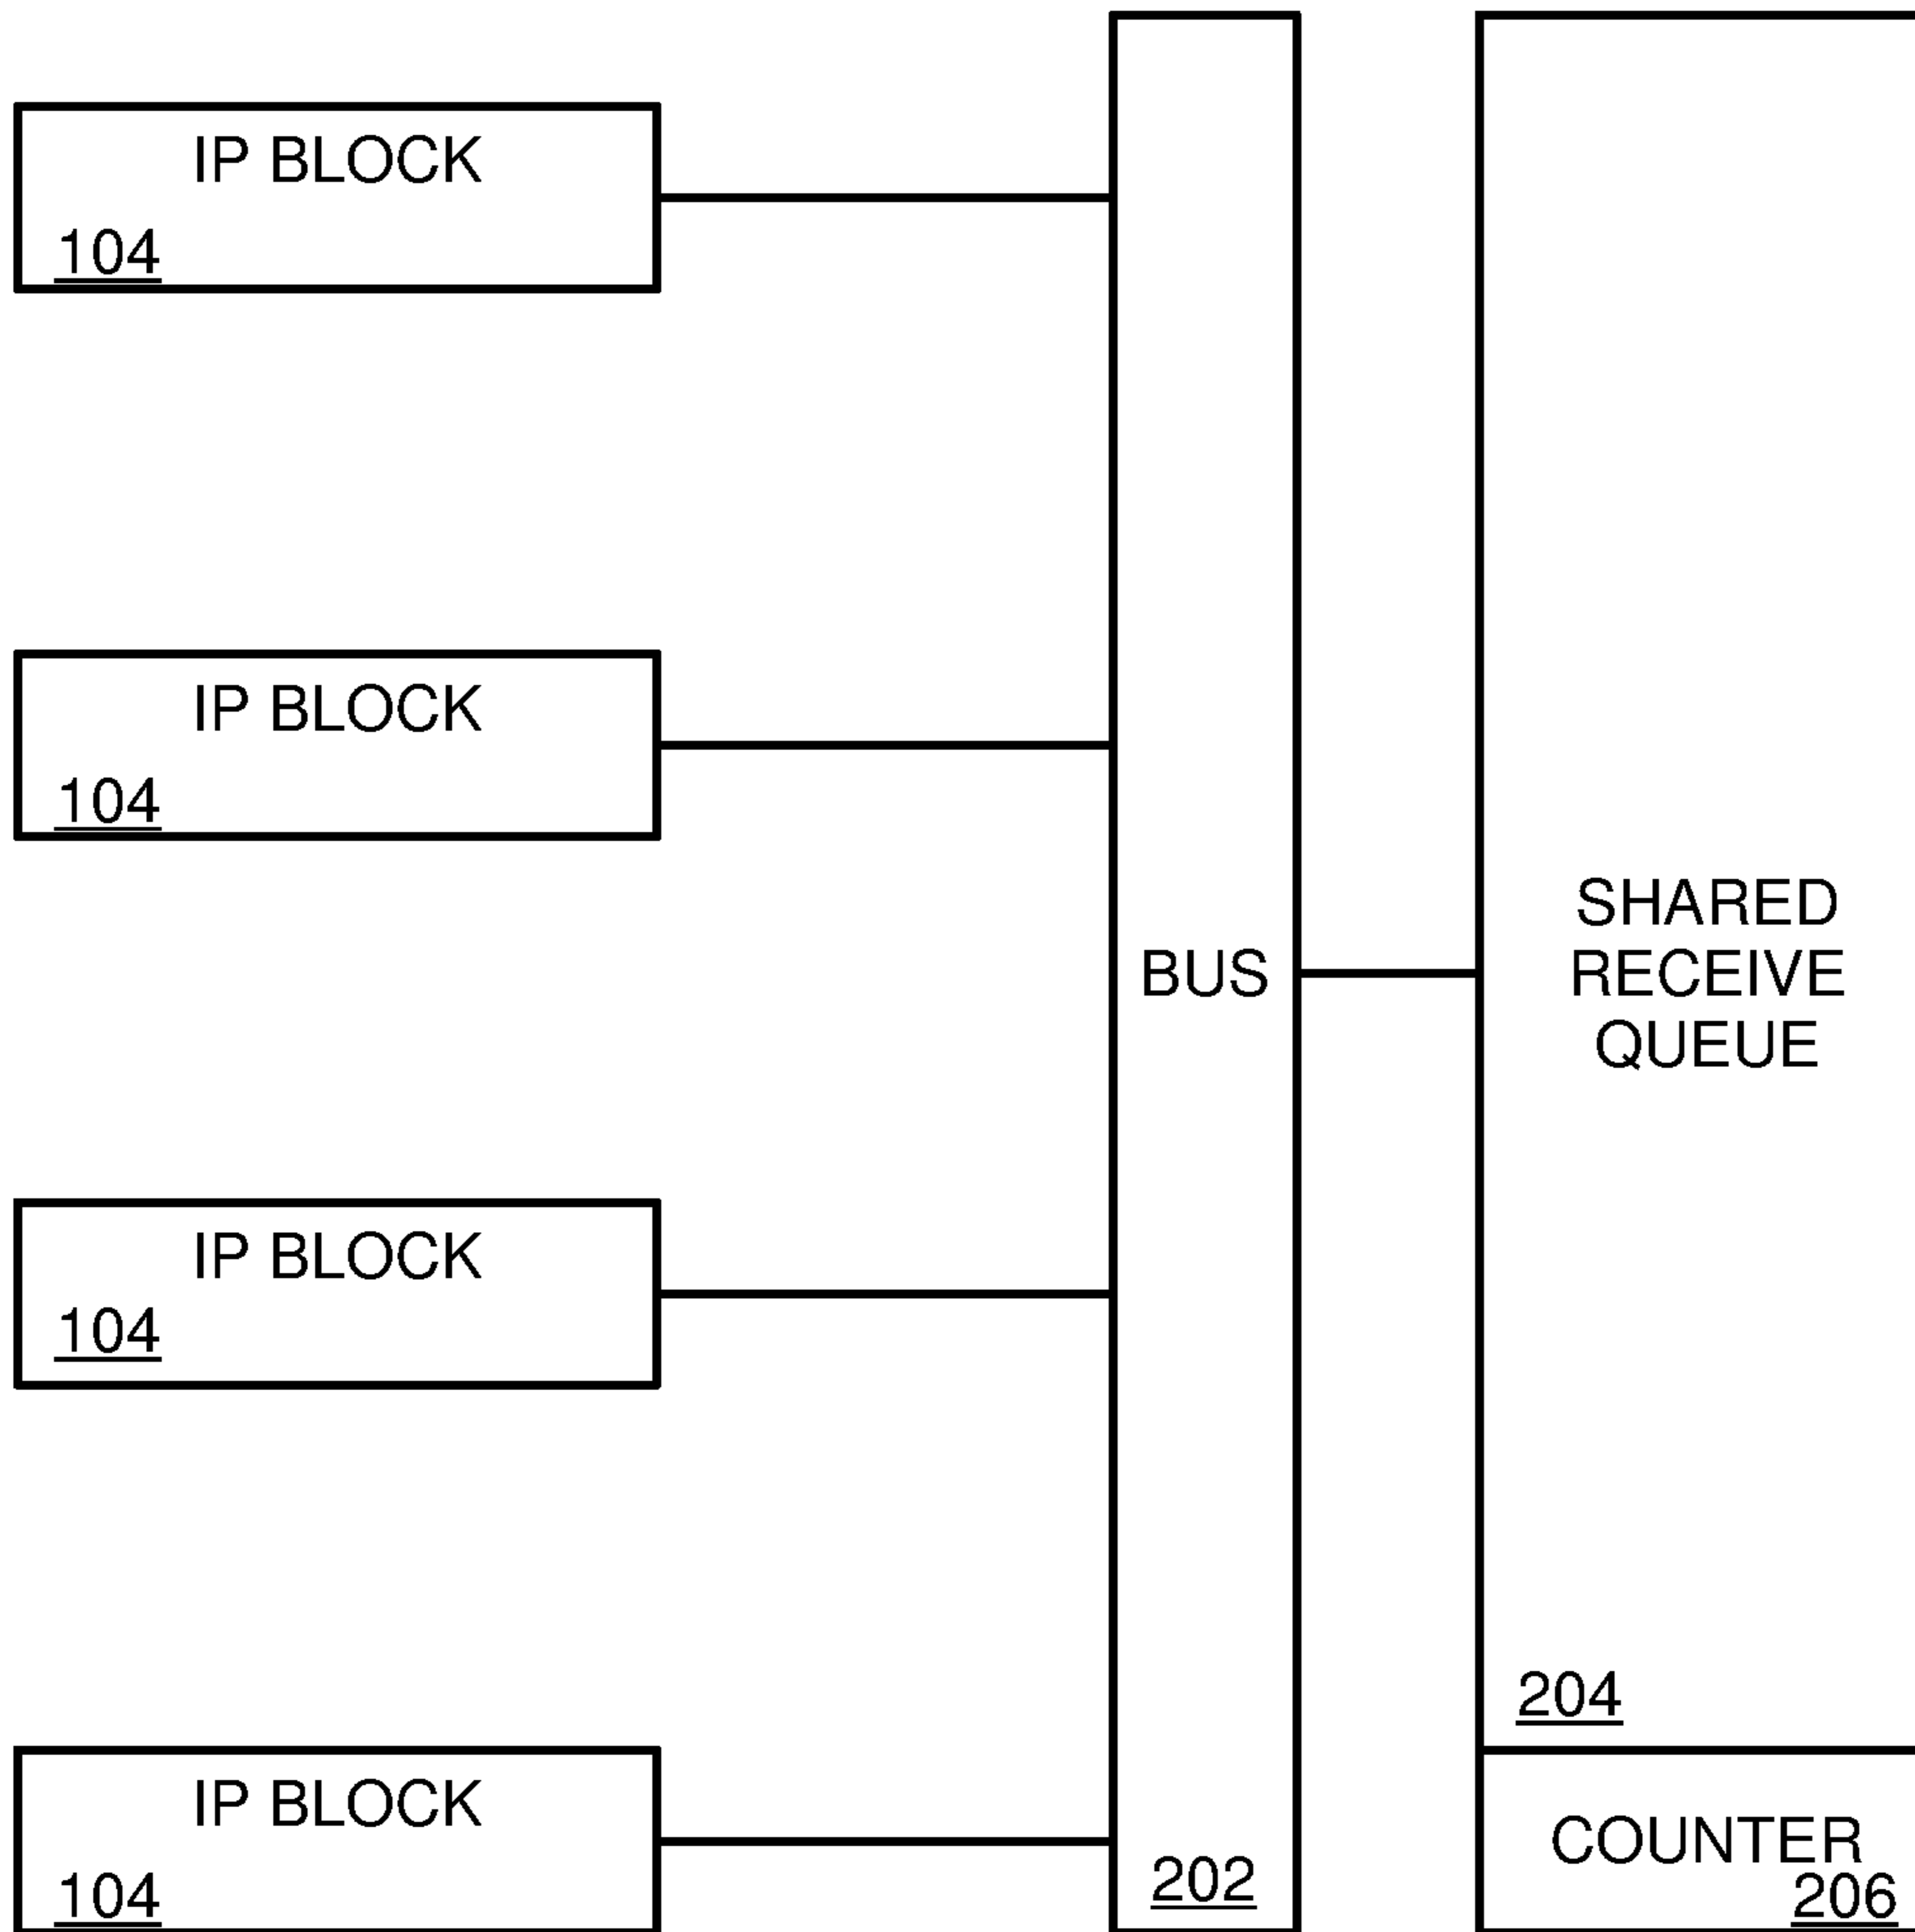 IP BLOCK
104
IP BLOCK
104
IP BLOCK
104
IP BLOCK
104
BUS
202
SHARED
RECEIVE
QUEUE
204
COUNTER
206